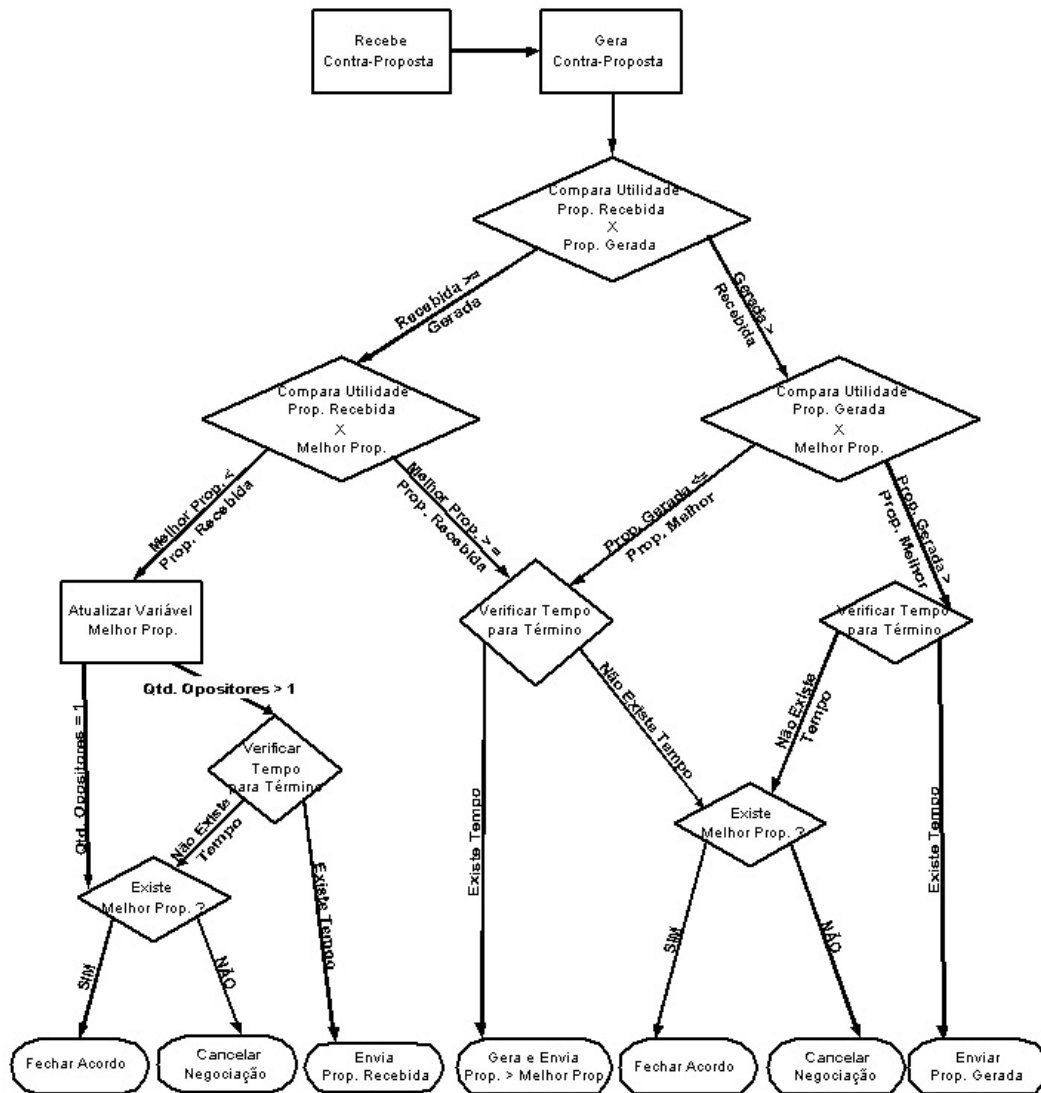 Recebe
Contra-Proposta
Gera
Contra-Proposta
Compara Utilidade
Prop. Recebida
X
Prop. Gerada
Recebida >=
Gerada
Gerada >
Recebida
Compara Utilidade
Prop. Recebida
X
Melhor Prop.
Compara Utilidade
Prop. Gerada
X
Melhor Prop.
Melhor Prop. <
Prop. Recebida
Melhor Prop. >=
Prop. Recebida
Prop. Gerada <=
Prop. Melhor
Prop. Gerada >
Prop. Melhor
Atualizar Variável
Melhor Prop.
Verificar Tempo
para Término
Verificar Tempo
para Término
Qtd. Opositores > 1
Qtd. Opositores = 1
Verificar
Tempo
para Término
Não Existe Tempo
Não Existe
Tempo
Não Existe
Tempo
Existe Tempo
Existe Tempo
Existe Tempo
Existe
Melhor Prop. ?
Existe
Melhor Prop. ?
SIM
NÃO
SIM
NÃO
Fechar Acordo
Cancelar
Negociação
Envia
Prop. Recebida
Gera e Envia
Prop. > Melhor Prop
Fechar Acordo
Cancelar
Negociação
Enviar
Prop. Gerada